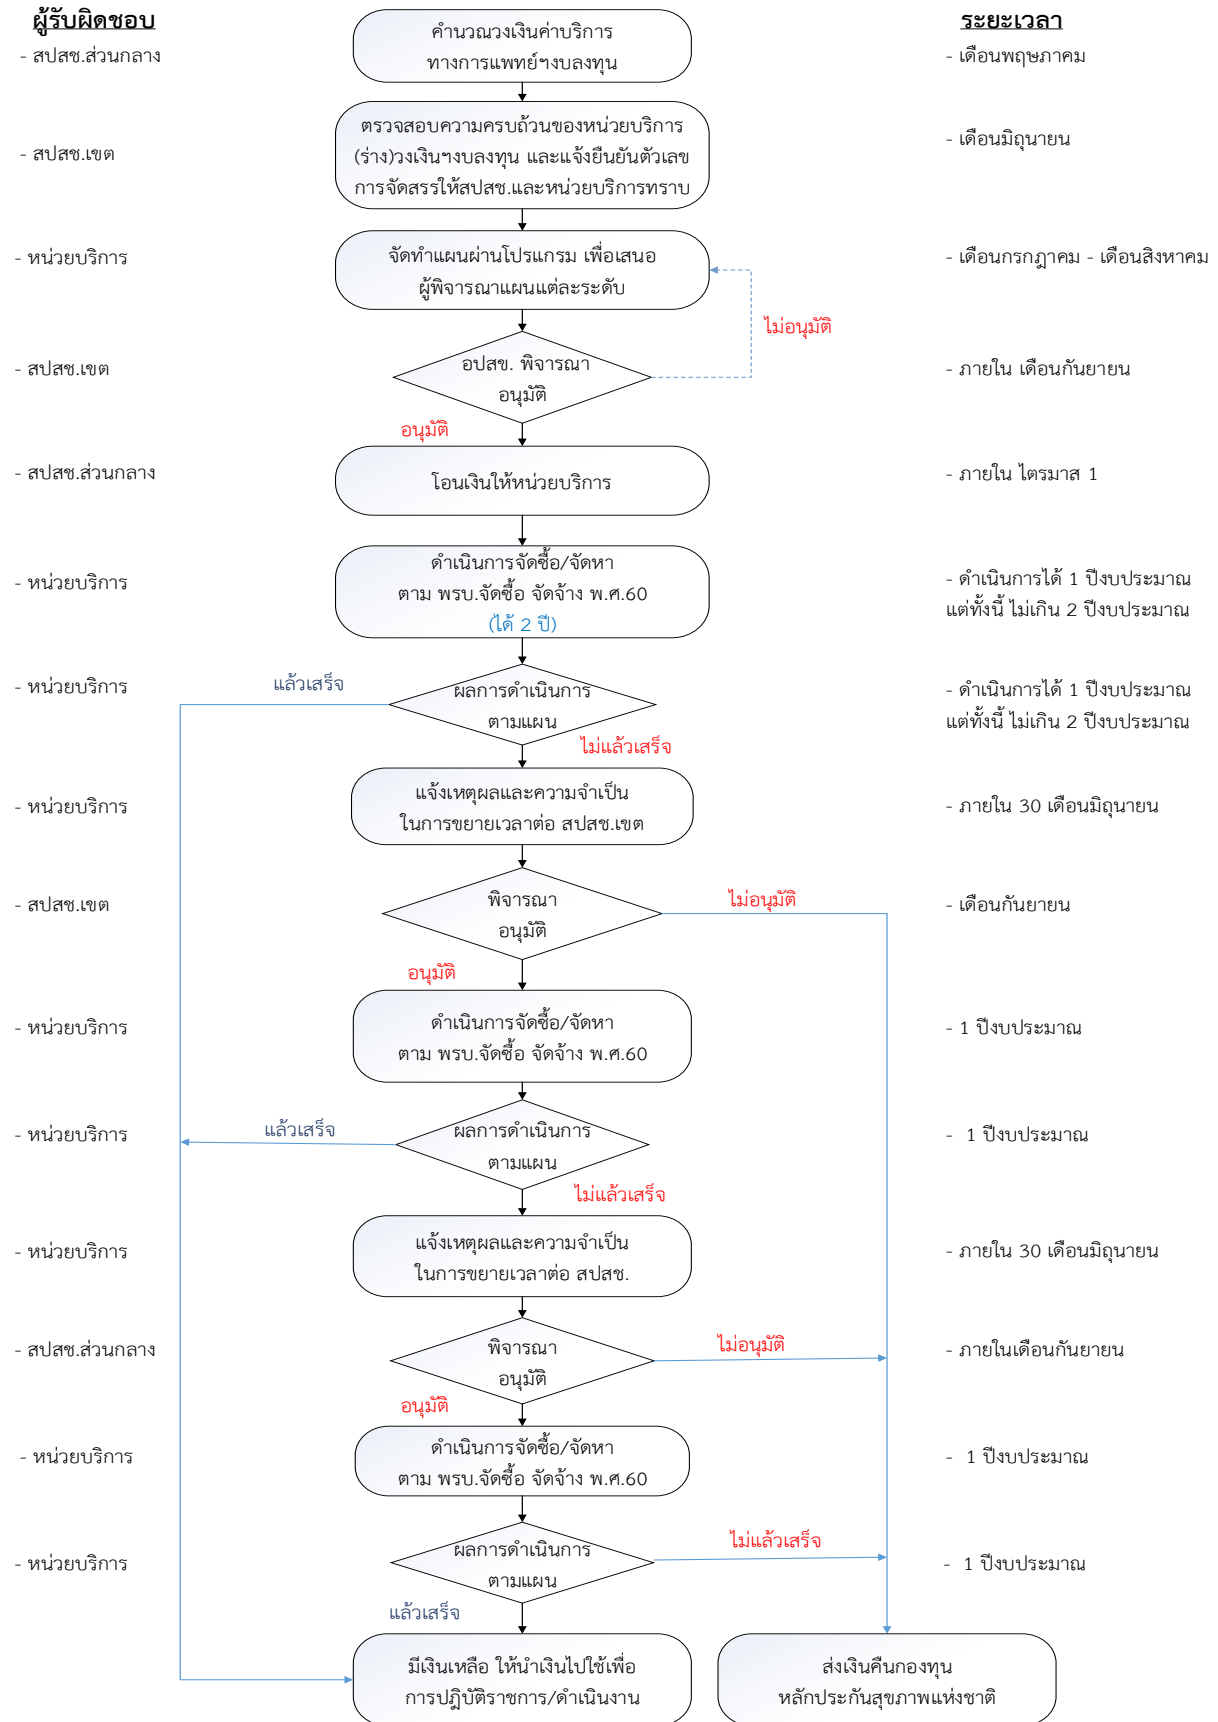 ผู้รับผิดชอบ
ระยะเวลา
- สปสช.ส่วนกลาง
คำนวณวงเงินค่าบริการ
ทางการแพทย์ฯงบลงทุน
- เดือนพฤษภาคม
- สปสช.เขต
ตรวจสอบความครบถ้วนของหน่วยบริการ
(ร่าง)วงเงินฯงบลงทุน และแจ้งยืนยันตัวเลข
การจัดสรรให้สปสช.และหน่วยบริการทราบ
- เดือนมิถุนายน
- หน่วยบริการ
จัดทำแผนผ่านโปรแกรม เพื่อเสนอ
ผู้พิจารณาแผนแต่ละระดับ
- เดือนกรกฎาคม - เดือนสิงหาคม
ไม่อนุมัติ
- สปสช.เขต
อปสข. พิจารณา
อนุมัติ
- ภายใน เดือนกันยายน
อนุมัติ
- สปสช.ส่วนกลาง
โอนเงินให้หน่วยบริการ
- ภายใน ไตรมาส 1
- หน่วยบริการ
ดำเนินการจัดซื้อ/จัดหา
ตาม พรบ.จัดซื้อ จัดจ้าง พ.ศ.60
(ได้ 2 ปี)
- ดำเนินการได้ 1 ปีงบประมาณ
แต่ทั้งนี้ ไม่เกิน 2 ปีงบประมาณ
- หน่วยบริการ
แล้วเสร็จ
ผลการดำเนินการ
ตามแผน
- ดำเนินการได้ 1 ปีงบประมาณ
แต่ทั้งนี้ ไม่เกิน 2 ปีงบประมาณ
ไม่แล้วเสร็จ
- หน่วยบริการ
แจ้งเหตุผลและความจำเป็น
ในการขยายเวลาต่อ สปสช.เขต
- ภายใน 30 เดือนมิถุนายน
- สปสช.เขต
พิจารณา
อนุมัติ
ไม่อนุมัติ
- เดือนกันยายน
อนุมัติ
- หน่วยบริการ
ดำเนินการจัดซื้อ/จัดหา
ตาม พรบ.จัดซื้อ จัดจ้าง พ.ศ.60
- 1 ปีงบประมาณ
- หน่วยบริการ
แล้วเสร็จ
ผลการดำเนินการ
ตามแผน
- 1 ปีงบประมาณ
ไม่แล้วเสร็จ
- หน่วยบริการ
แจ้งเหตุผลและความจำเป็น
ในการขยายเวลาต่อ สปสช.
- ภายใน 30 เดือนมิถุนายน
- สปสช.ส่วนกลาง
พิจารณา
อนุมัติ
ไม่อนุมัติ
- ภายในเดือนกันยายน
อนุมัติ
- หน่วยบริการ
ดำเนินการจัดซื้อ/จัดหา
ตาม พรบ.จัดซื้อ จัดจ้าง พ.ศ.60
- 1 ปีงบประมาณ
- หน่วยบริการ
ผลการดำเนินการ
ตามแผน
ไม่แล้วเสร็จ
- 1 ปีงบประมาณ
แล้วเสร็จ
มีเงินเหลือ ให้นำเงินไปใช้เพื่อ
การปฎิบัติราชการ/ดำเนินงาน
ส่งเงินคืนกองทุน
หลักประกันสุขภาพแห่งชาติ